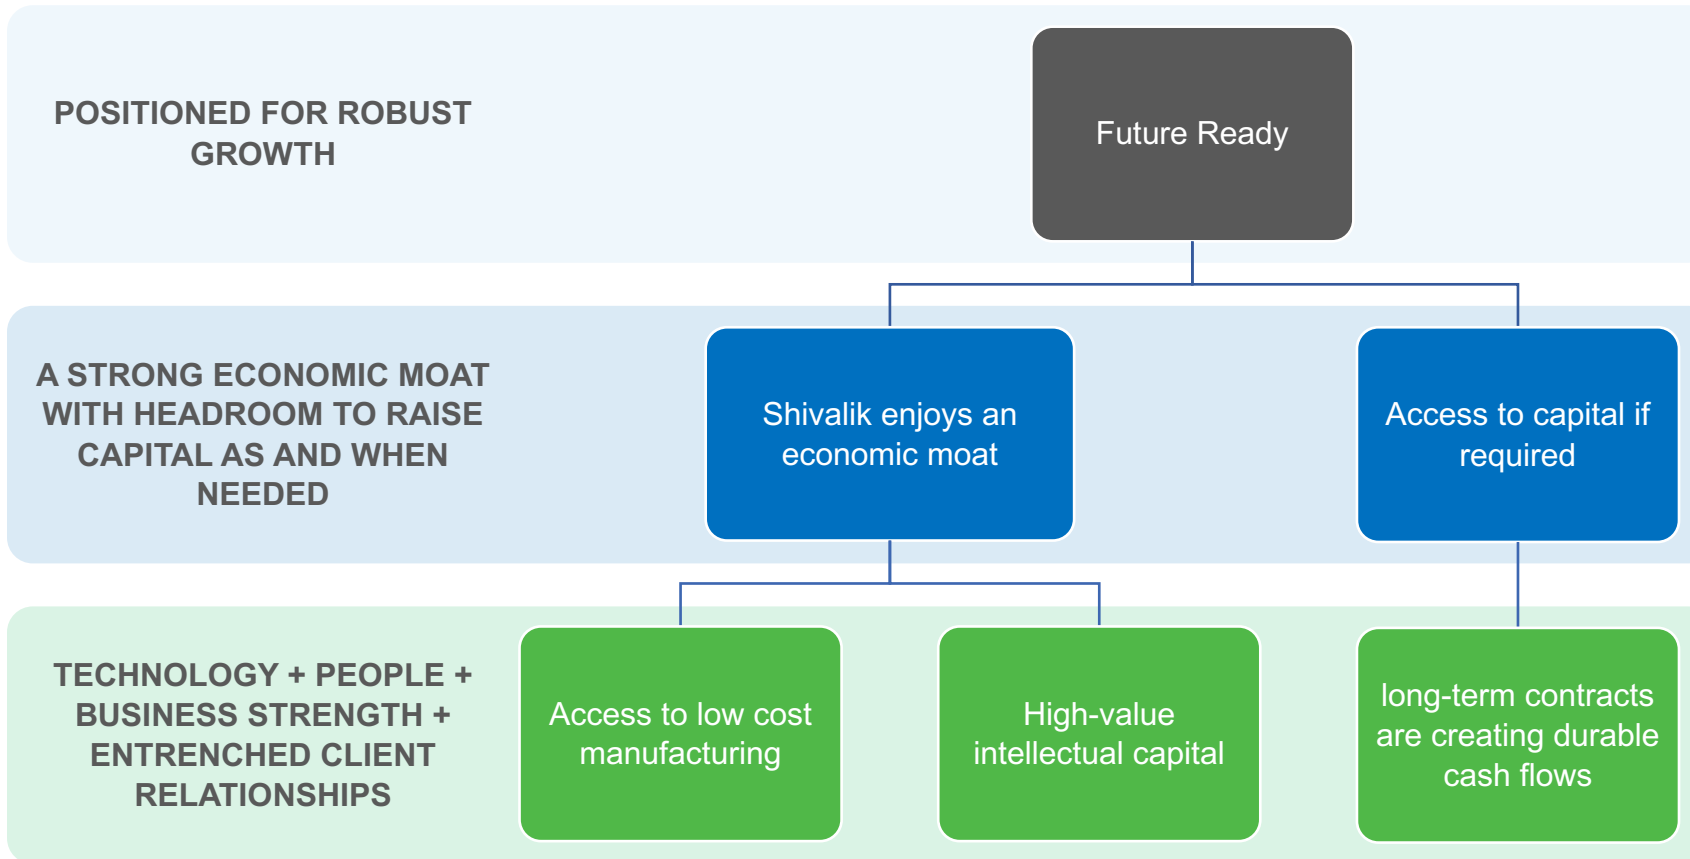 POSITIONED FOR ROBUST
GROWTH
Future Ready
A STRONG ECONOMIC MOAT
WITH HEADROOM TO RAISE
CAPITAL AS AND WHEN
NEEDED
Shivalik enjoys an
economic moat
Access to capital if
required
TECHNOLOGY + PEOPLE +
BUSINESS STRENGTH +
ENTRENCHED CLIENT
RELATIONSHIPS
Access to low cost
manufacturing
High-value
intellectual capital
long-term contracts
are creating durable
cash flows